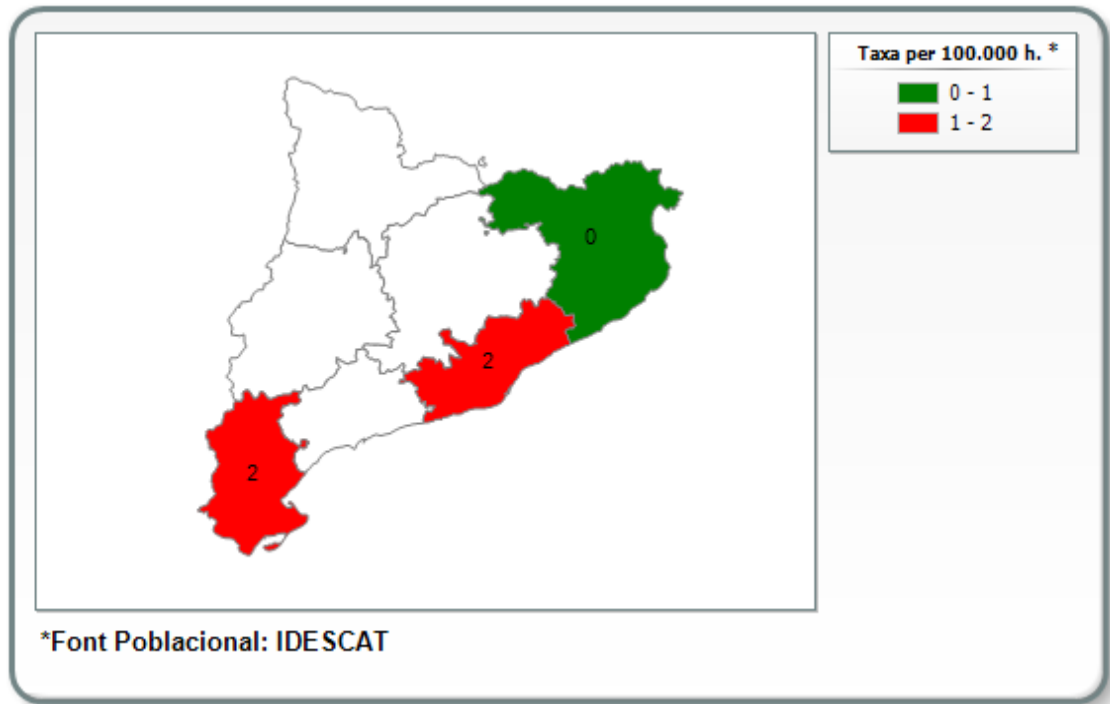 Taxa per 100.000 h. *
0 - 1
1 - 2
0
2
2
*Font Poblacional: IDESCAT